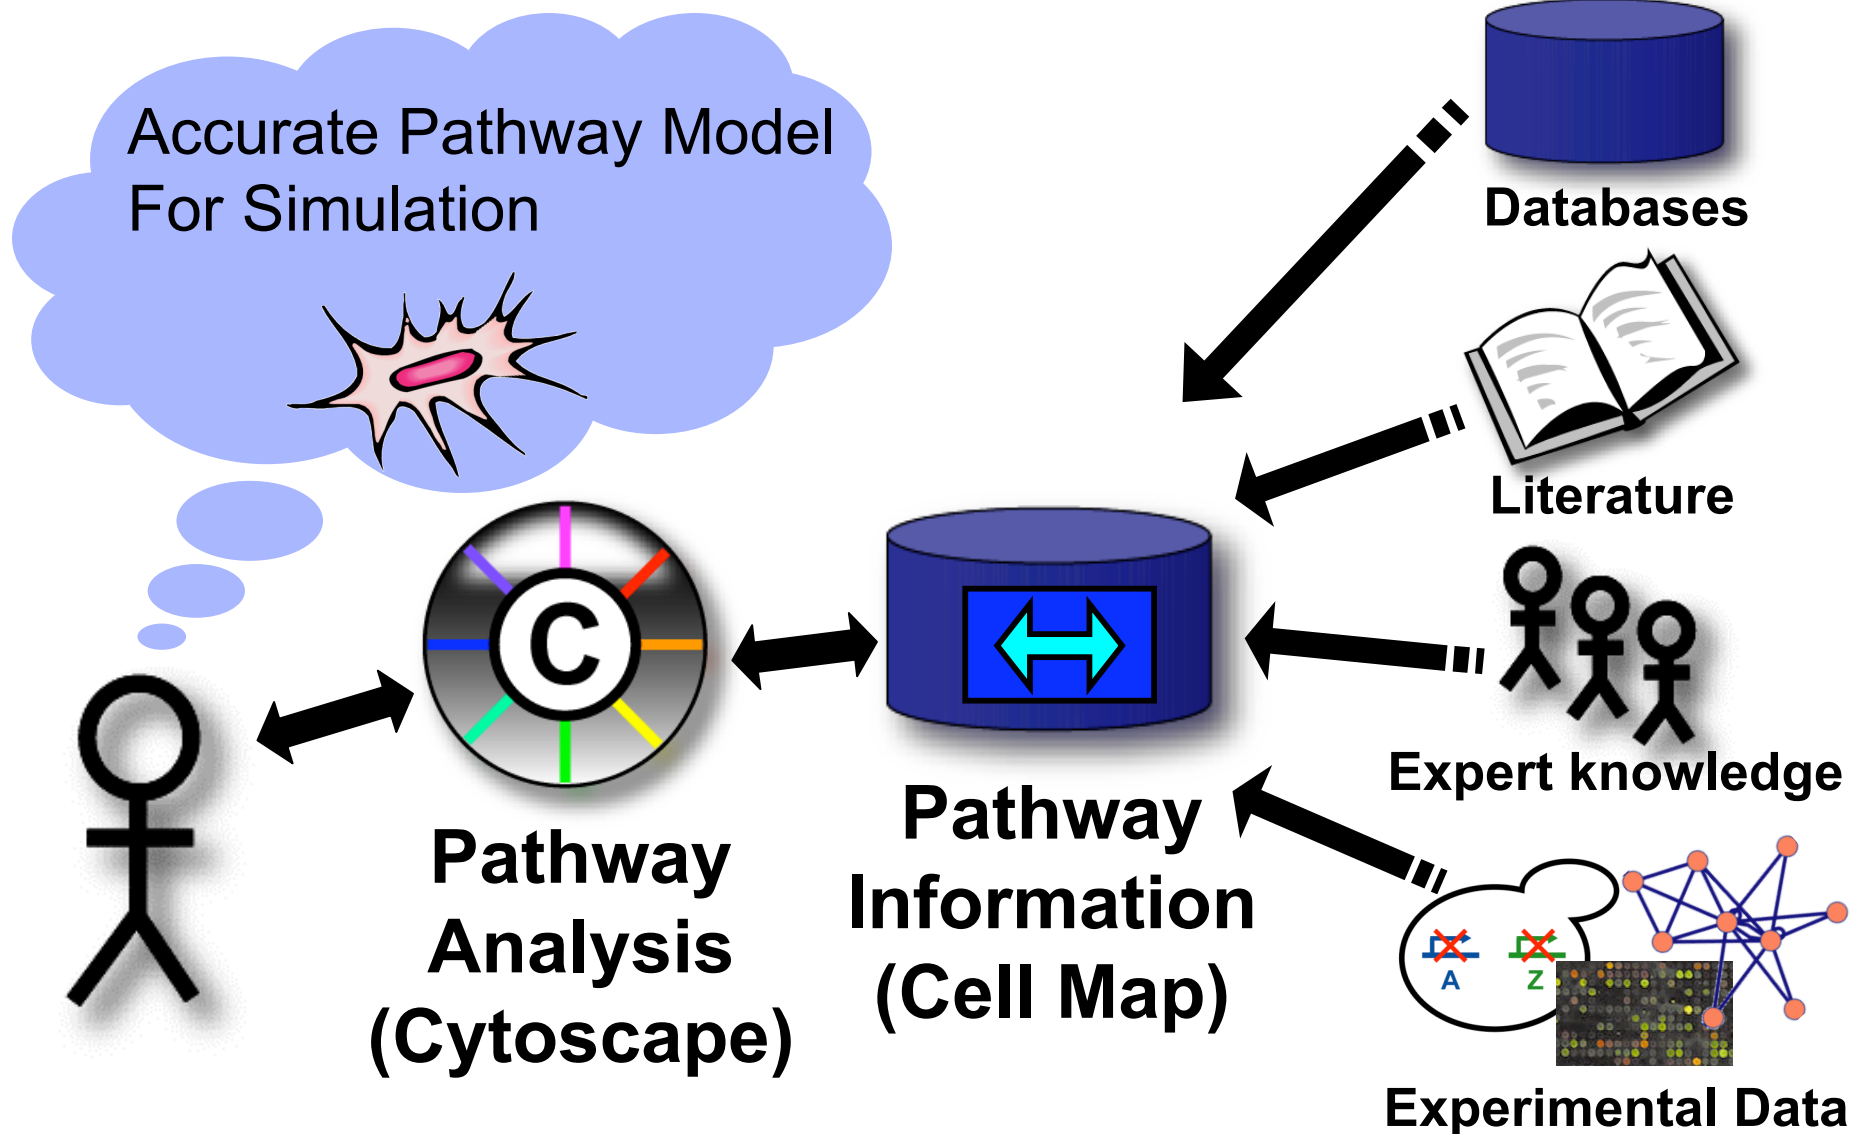 Accurate Pathway Model
For Simulation
Databases
Literature
Expert knowledge
A
Z
Experimental Data
C
Pathway
Analysis
(Cytoscape)
Pathway
Information
(Cell Map)